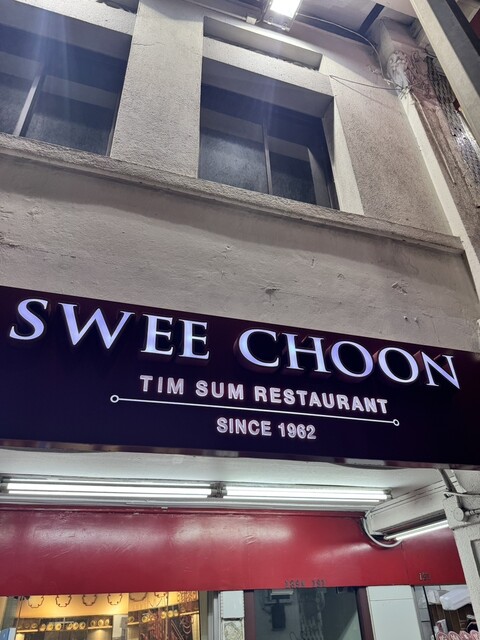 SWEE CHOON
TIM SUM RESTAURANT
SINCE 1962